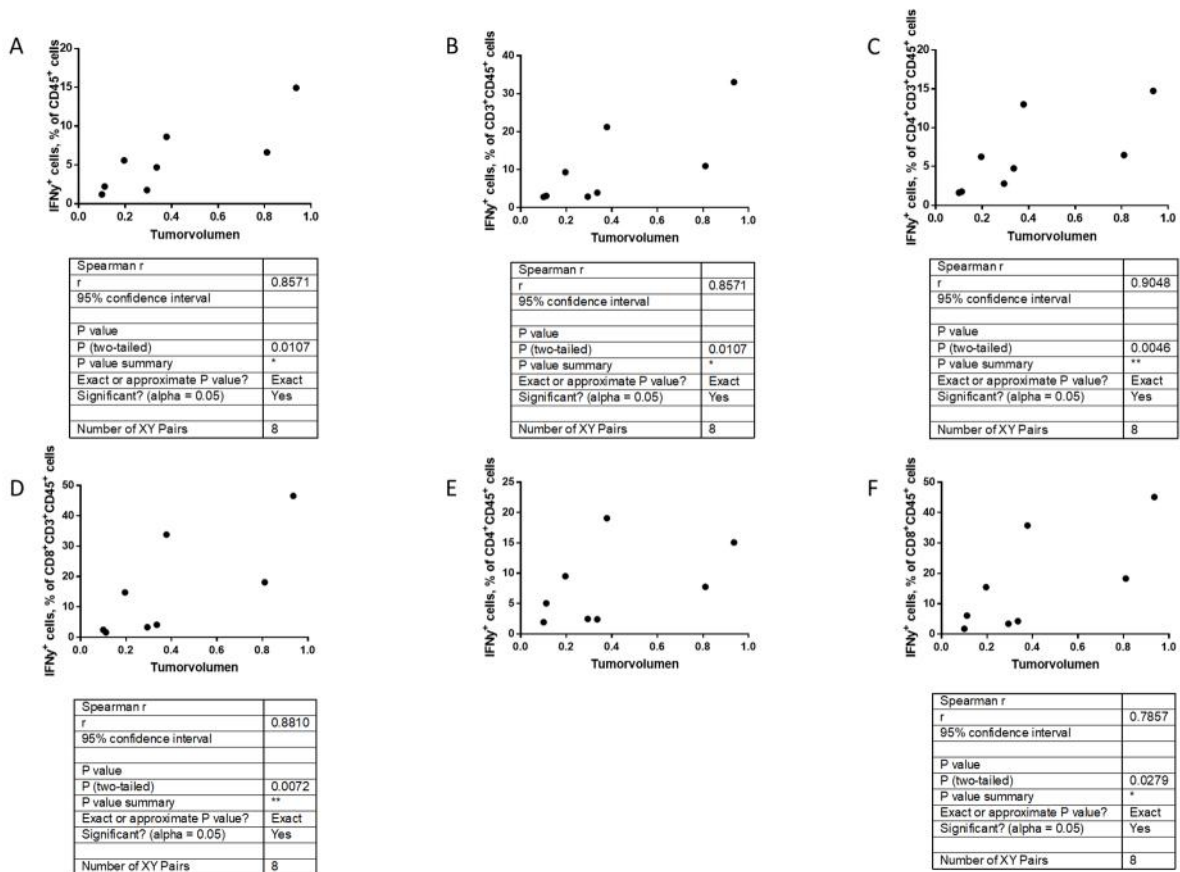 A
IFNy⁺ cells, % of CD45⁺ cells
20
15
10
5
0
0.0 0.2 0.4 0.6 0.8 1.0
Tumorvolumen
Spearman r
r 0.8571
95% confidence interval
P value
P (two-tailed) 0.0107
P value summary *
Exact or approximate P value? Exact
Significant? (alpha = 0.05) Yes
Number of XY Pairs 8
B
IFNy⁺ cells, % of CD3⁺CD45⁺ cells
40
30
20
10
0
0.0 0.2 0.4 0.6 0.8 1.0
Tumorvolumen
Spearman r
r 0.8571
95% confidence interval
P value
P (two-tailed) 0.0107
P value summary *
Exact or approximate P value? Exact
Significant? (alpha = 0.05) Yes
Number of XY Pairs 8
C
IFNy⁺ cells, % of CD4⁺CD3⁺CD45⁺ cells
20
15
10
5
0
0.0 0.2 0.4 0.6 0.8 1.0
Tumorvolumen
Spearman r
r 0.9048
95% confidence interval
P value
P (two-tailed) 0.0046
P value summary **
Exact or approximate P value? Exact
Significant? (alpha = 0.05) Yes
Number of XY Pairs 8
D
IFNy⁺ cells, % of CD8⁺CD3⁺CD45⁺ cells
50
40
30
20
10
0
0.0 0.2 0.4 0.6 0.8 1.0
Tumorvolumen
Spearman r
r 0.8810
95% confidence interval
P value
P (two-tailed) 0.0072
P value summary **
Exact or approximate P value? Exact
Significant? (alpha = 0.05) Yes
Number of XY Pairs 8
E
IFNy⁺ cells, % of CD4⁺CD45⁺ cells
25
20
15
10
5
0
0.0 0.2 0.4 0.6 0.8 1.0
Tumorvolumen
F
IFNy⁺ cells, % of CD8⁺CD45⁺ cells
50
40
30
20
10
0
0.0 0.2 0.4 0.6 0.8 1.0
Tumorvolumen
Spearman r
r 0.7857
95% confidence interval
P value
P (two-tailed) 0.0279
P value summary *
Exact or approximate P value? Exact
Significant? (alpha = 0.05) Yes
Number of XY Pairs 8